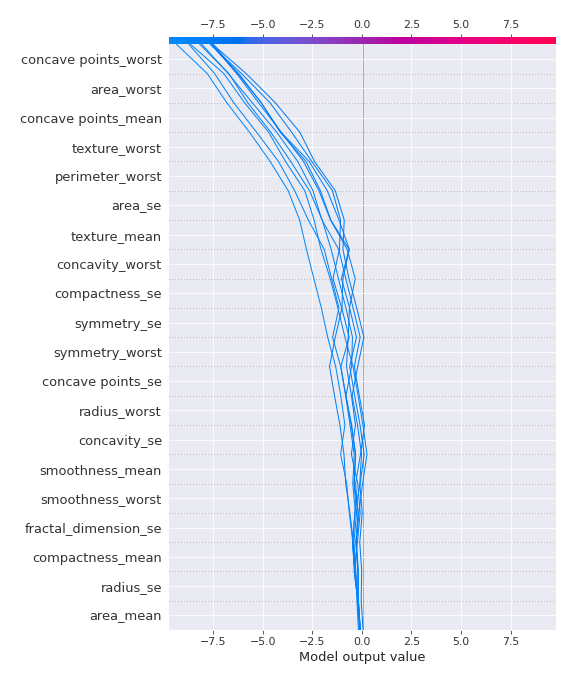 −7.5 −5.0 −2.5 0.0 2.5 5.0 7.5
concave points_worst
area_worst
concave points_mean
texture_worst
perimeter_worst
area_se
texture_mean
concavity_worst
compactness_se
symmetry_se
symmetry_worst
concave points_se
radius_worst
concavity_se
smoothness_mean
smoothness_worst
fractal_dimension_se
compactness_mean
radius_se
area_mean
−7.5 −5.0 −2.5 0.0 2.5 5.0 7.5
Model output value